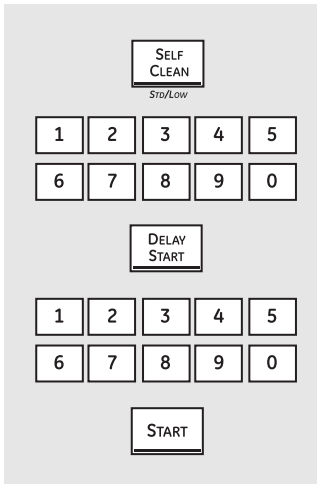 SELF
CLEAN
STD/LOW
1 2 3 4 5
6 7 8 9 0
DELAY
START
1 2 3 4 5
6 7 8 9 0
START